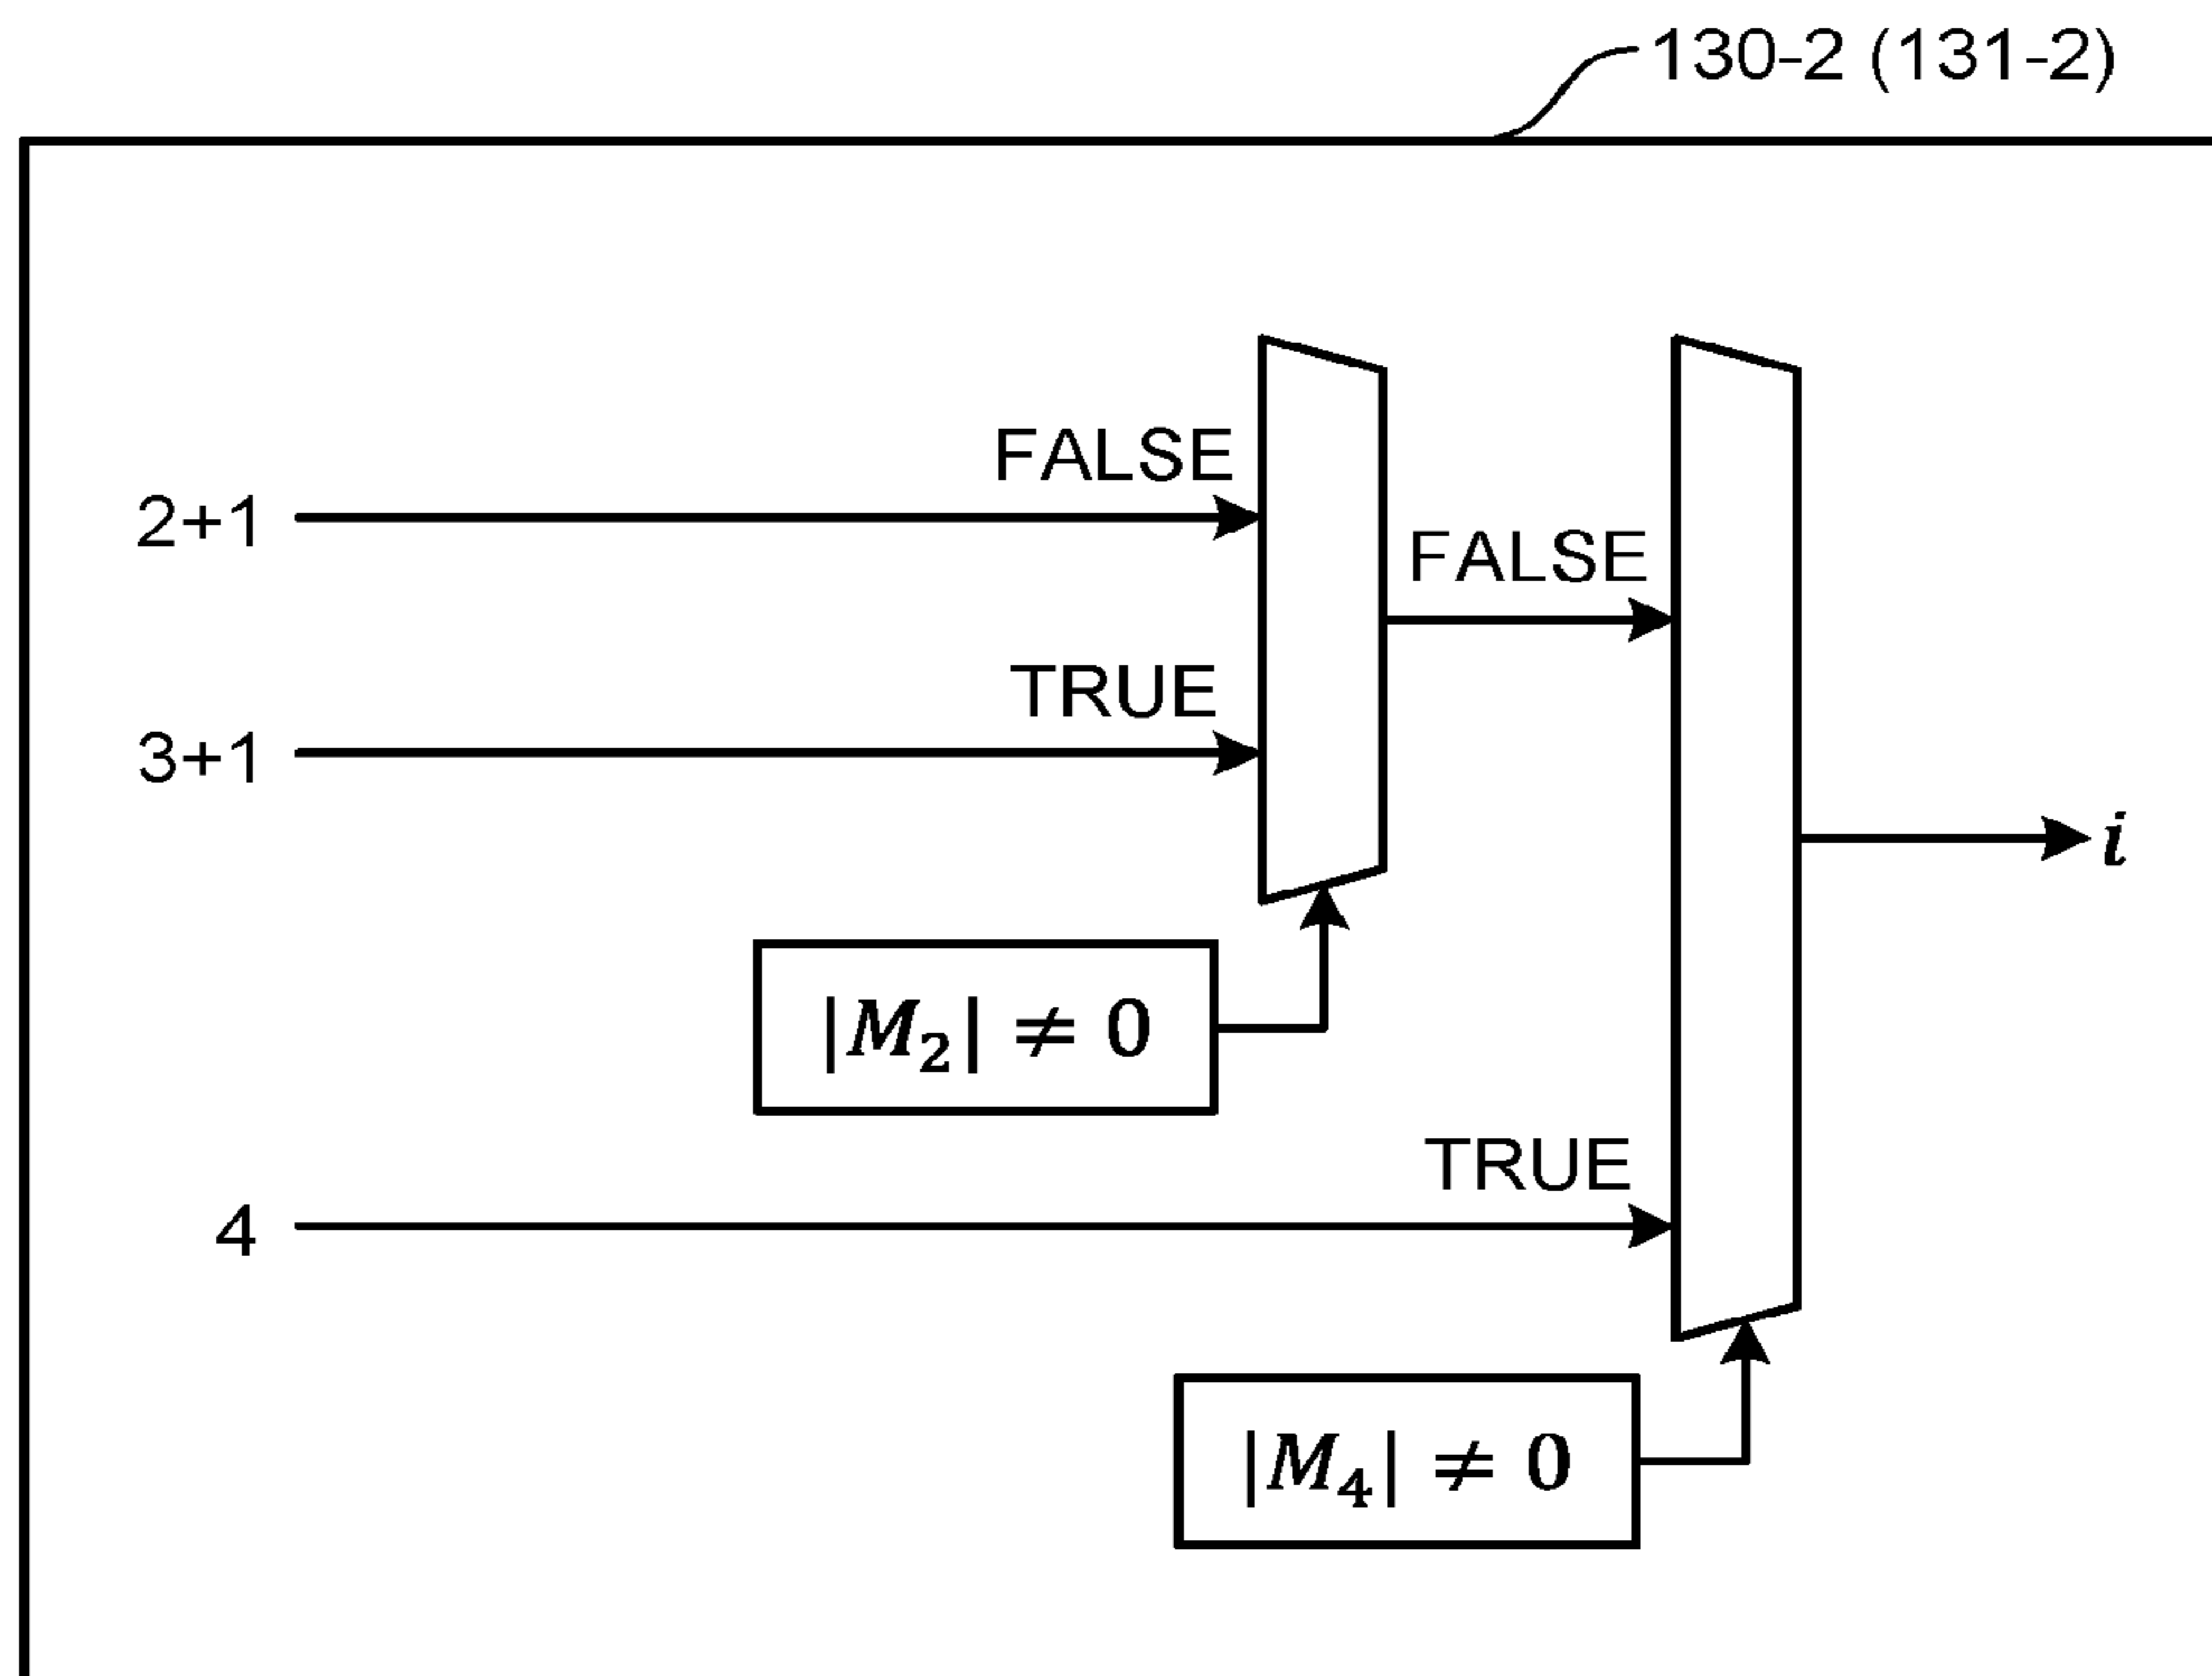 130-2 (131-2)
FALSE
2+1
FALSE
TRUE
3+1
i
|M₂| ≠ 0
TRUE
4
|M₄| ≠ 0